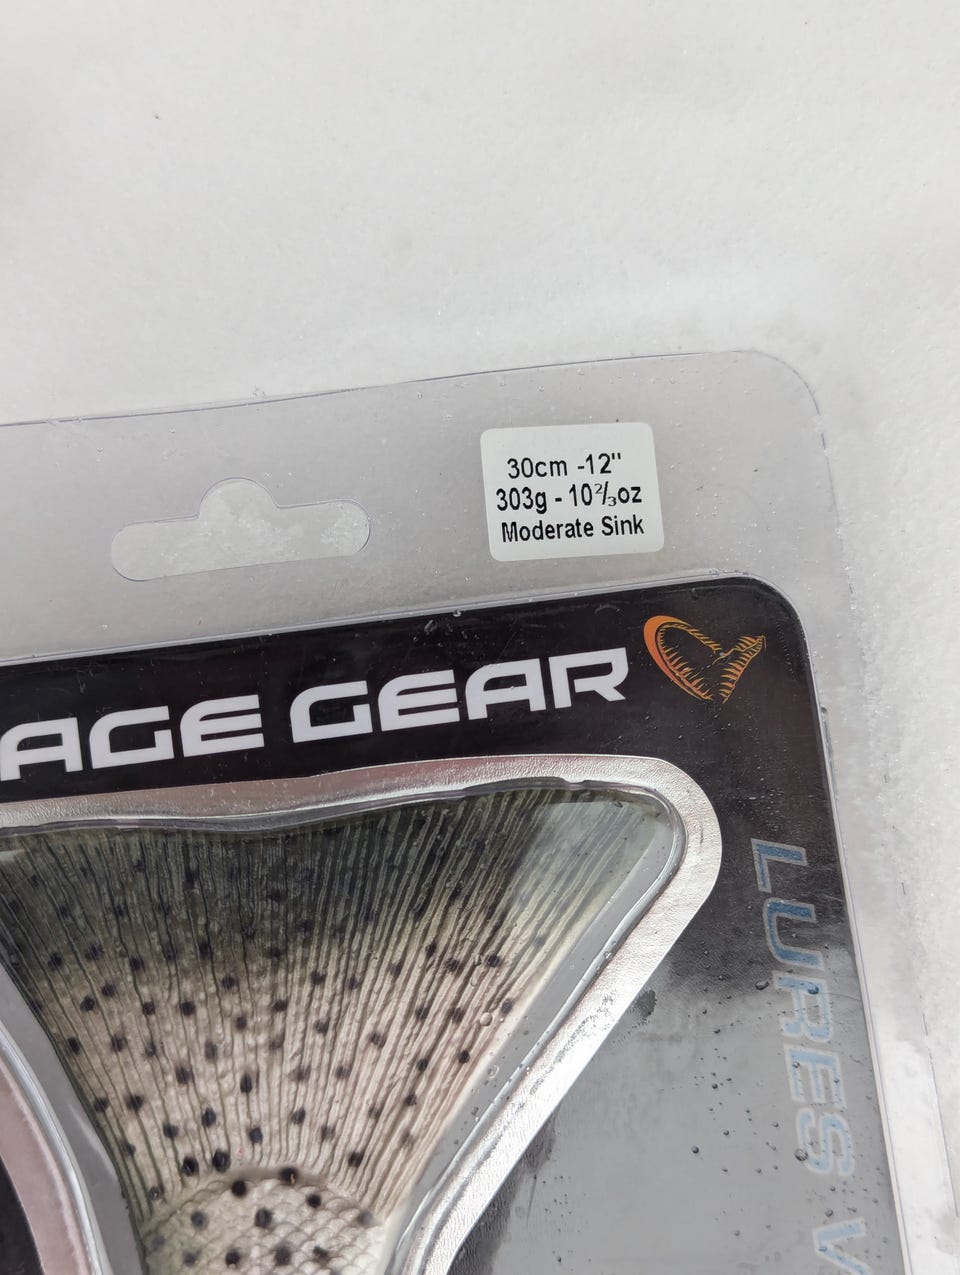 30cm -12"
303g - 10⅔oz
Moderate Sink
AGE GEAR
LURES